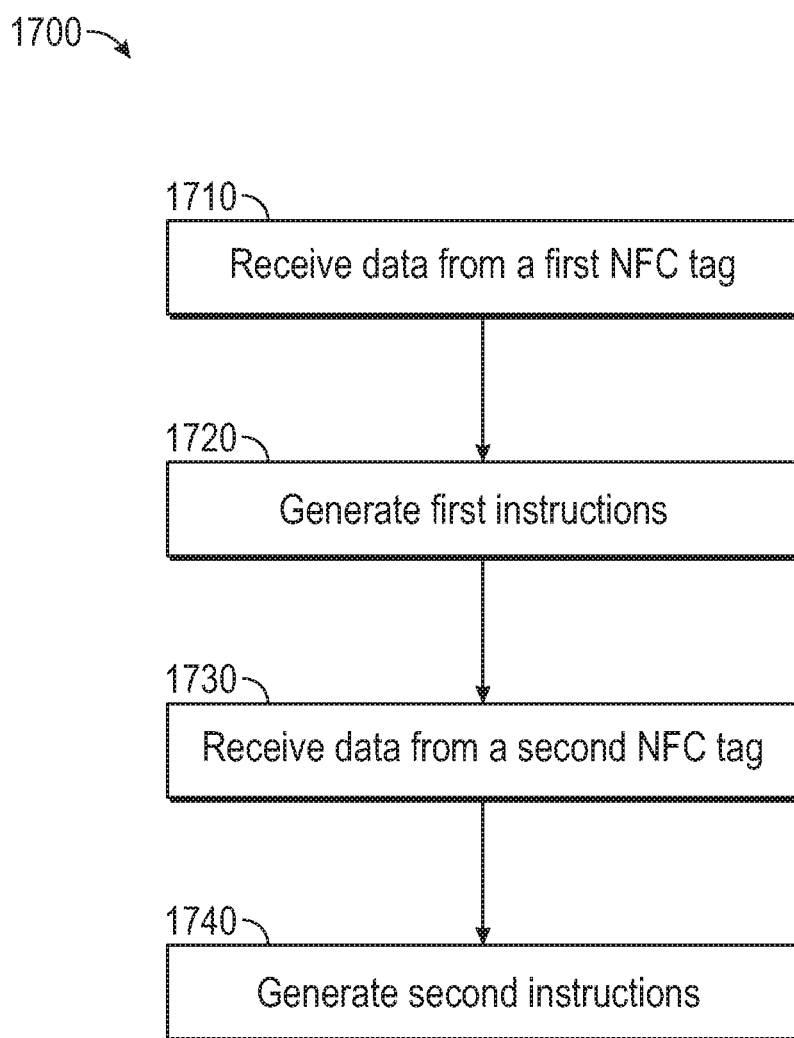 1700
1710
Receive data from a first NFC tag
1720
Generate first instructions
1730
Receive data from a second NFC tag
1740
Generate second instructions